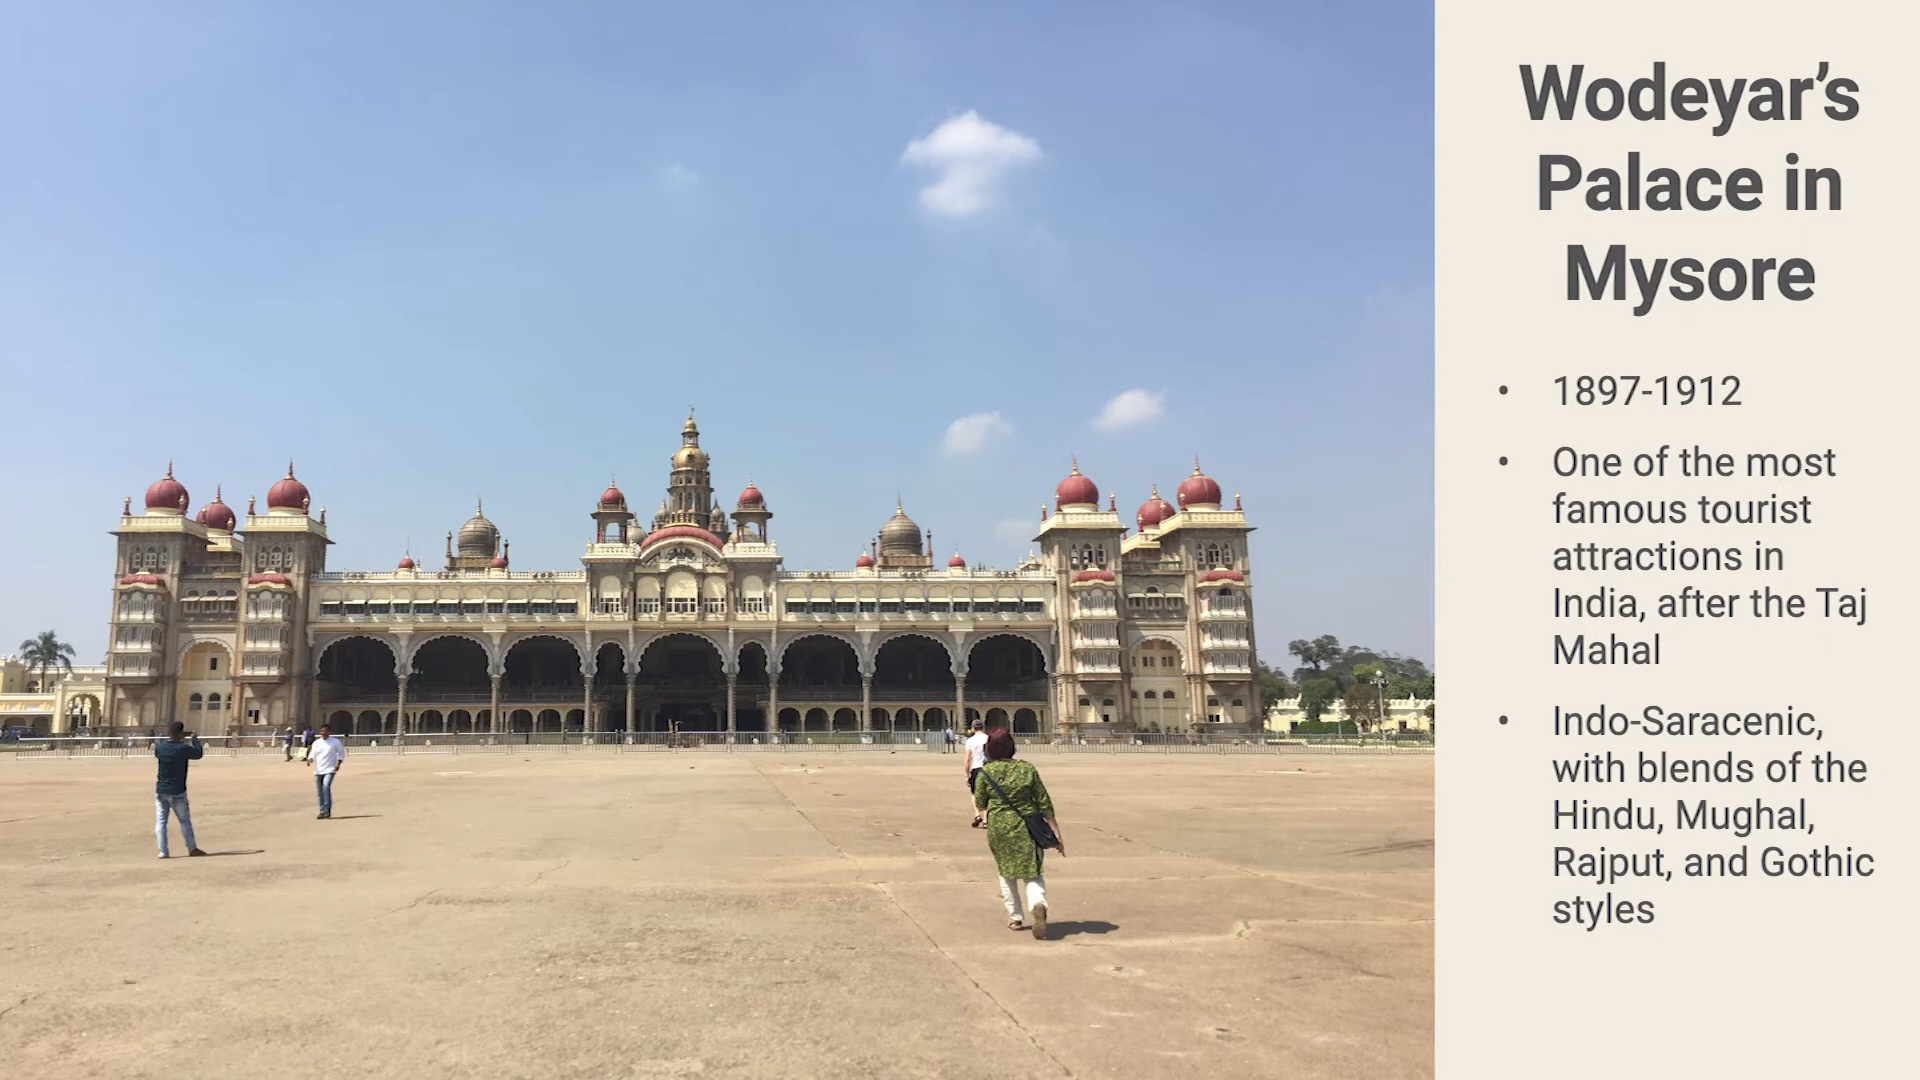 Wodeyar’s
Palace in
Mysore
• 1897-1912
• One of the most
famous tourist
attractions in
India, after the Taj
Mahal
• Indo-Saracenic,
with blends of the
Hindu, Mughal,
Rajput, and Gothic
styles